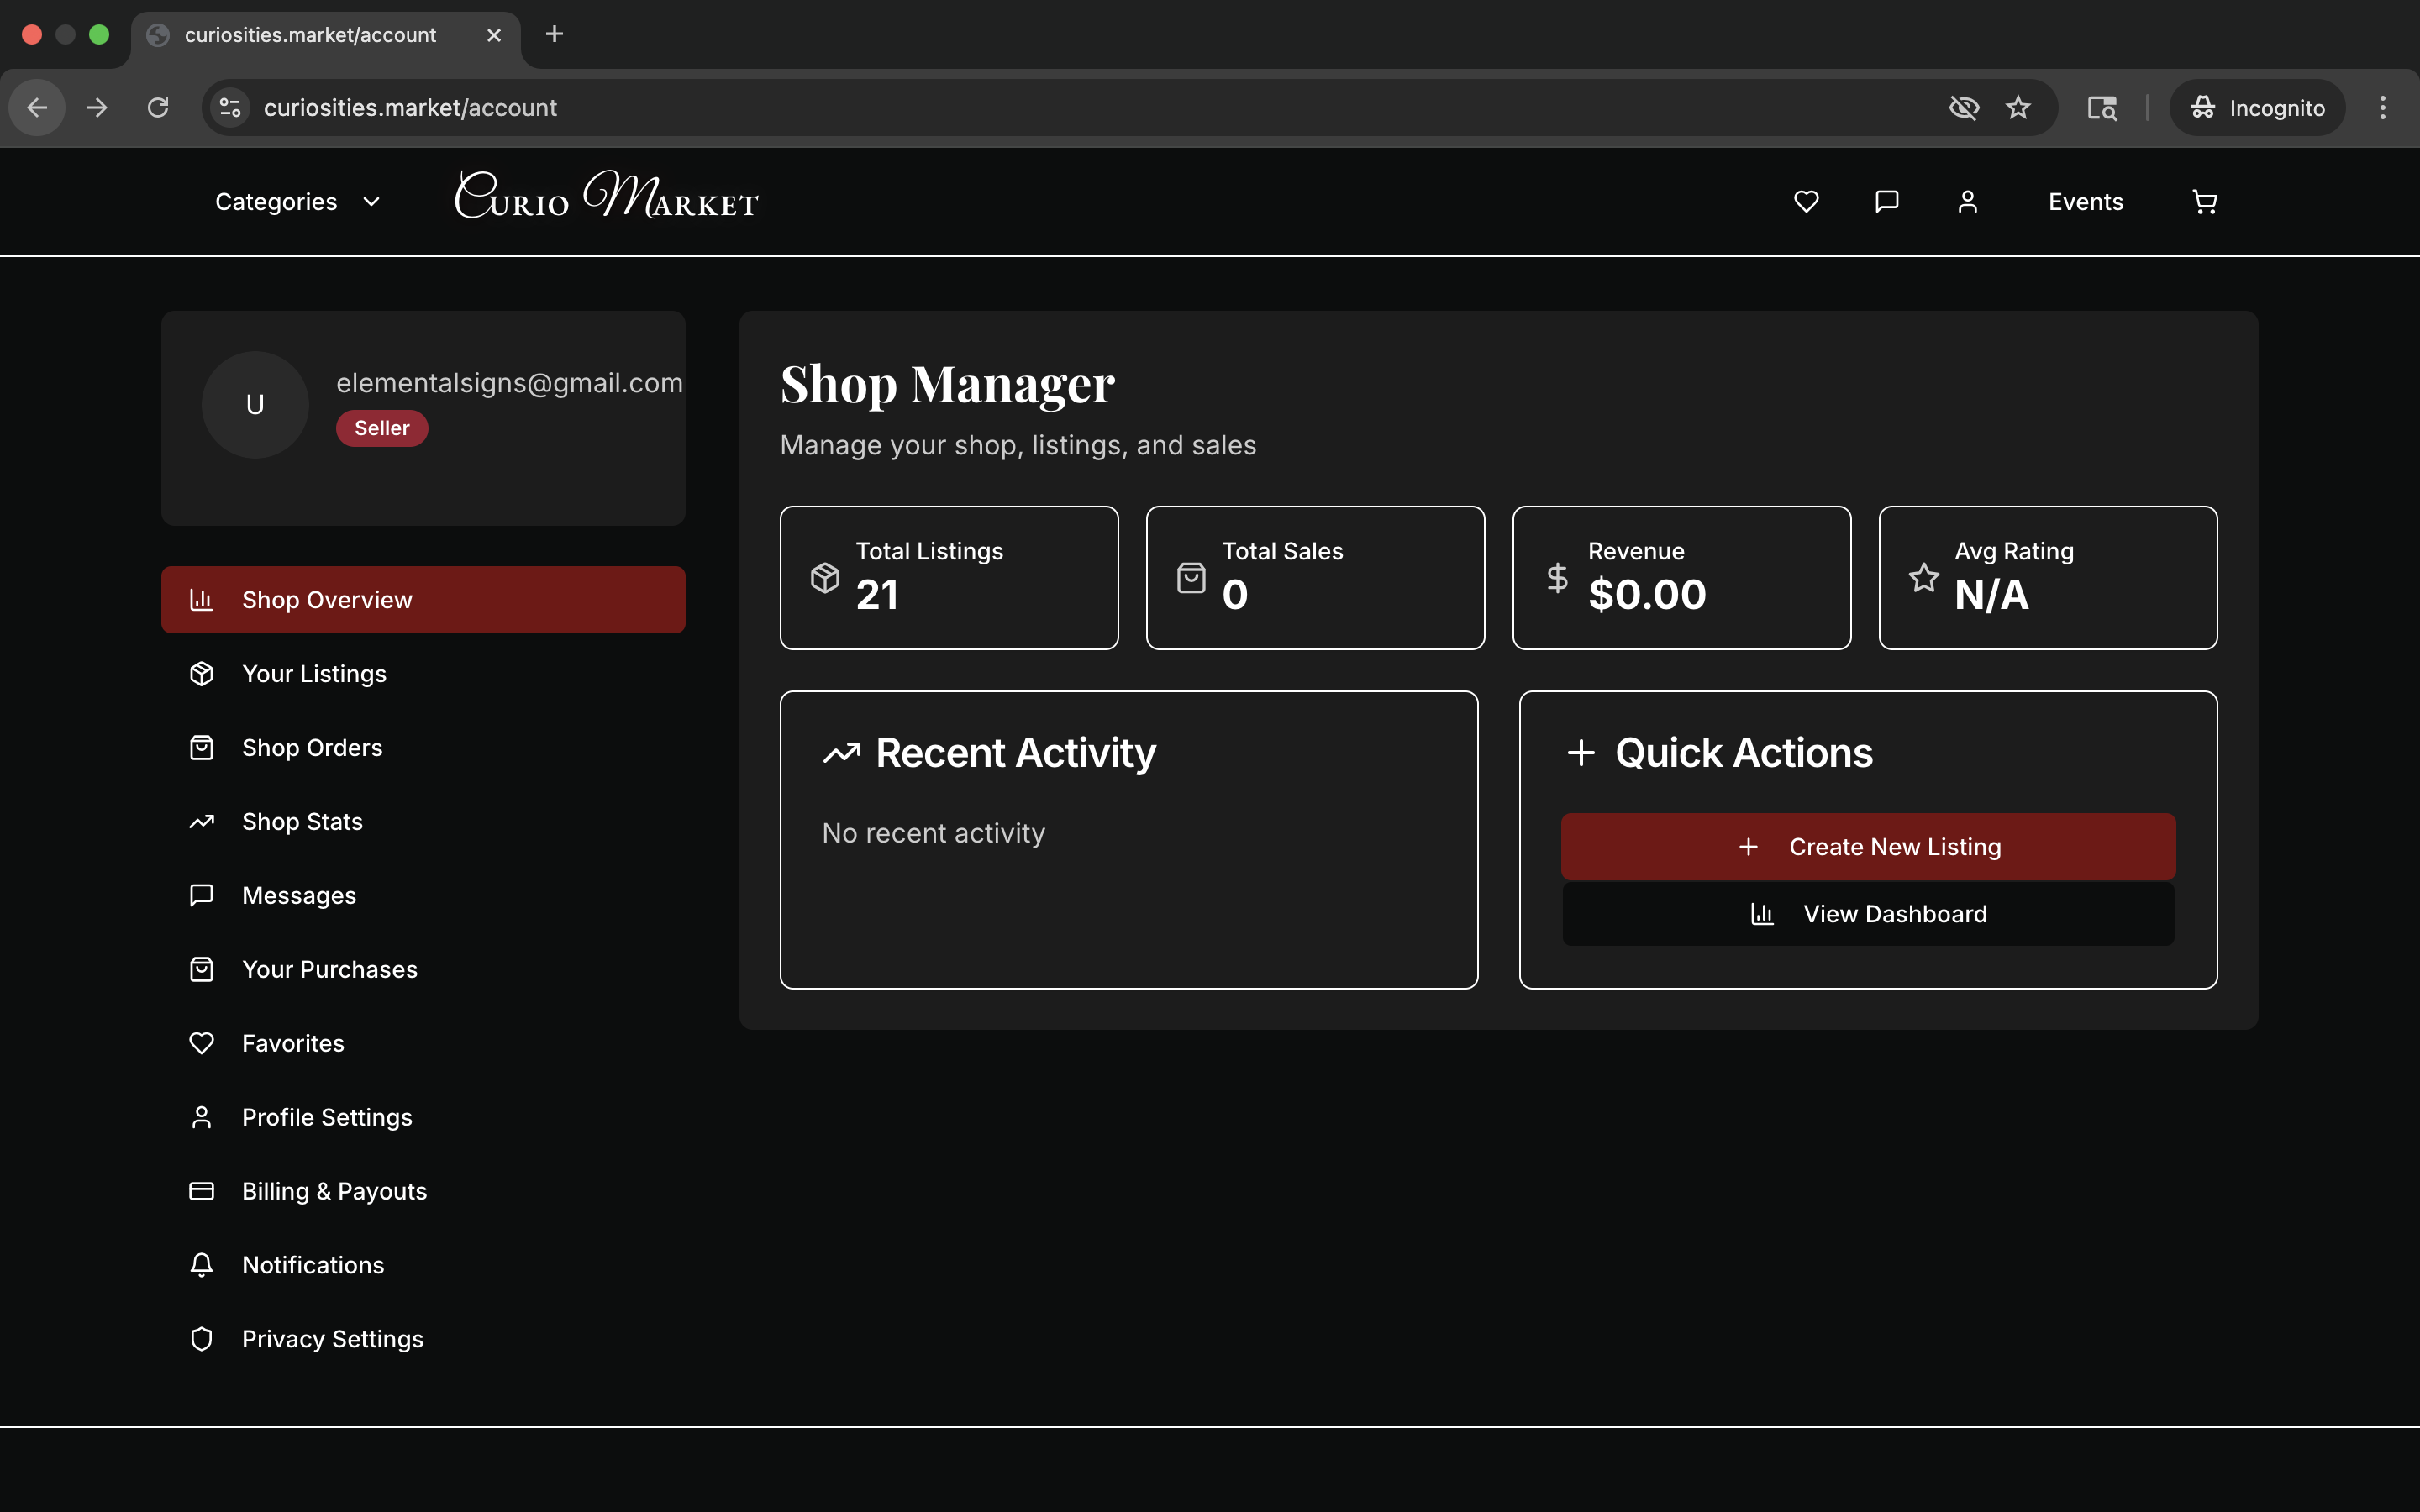 curiosities.market/account
curiosities.market/account
Incognito
Categories
Curio Market
Events
U
elementalsigns@gmail.com
Seller
Shop Overview
Your Listings
Shop Orders
Shop Stats
Messages
Your Purchases
Favorites
Profile Settings
Billing & Payouts
Notifications
Privacy Settings
Shop Manager
Manage your shop, listings, and sales
Total Listings
21
Total Sales
0
Revenue
$0.00
Avg Rating
N/A
Recent Activity
No recent activity
Quick Actions
Create New Listing
View Dashboard